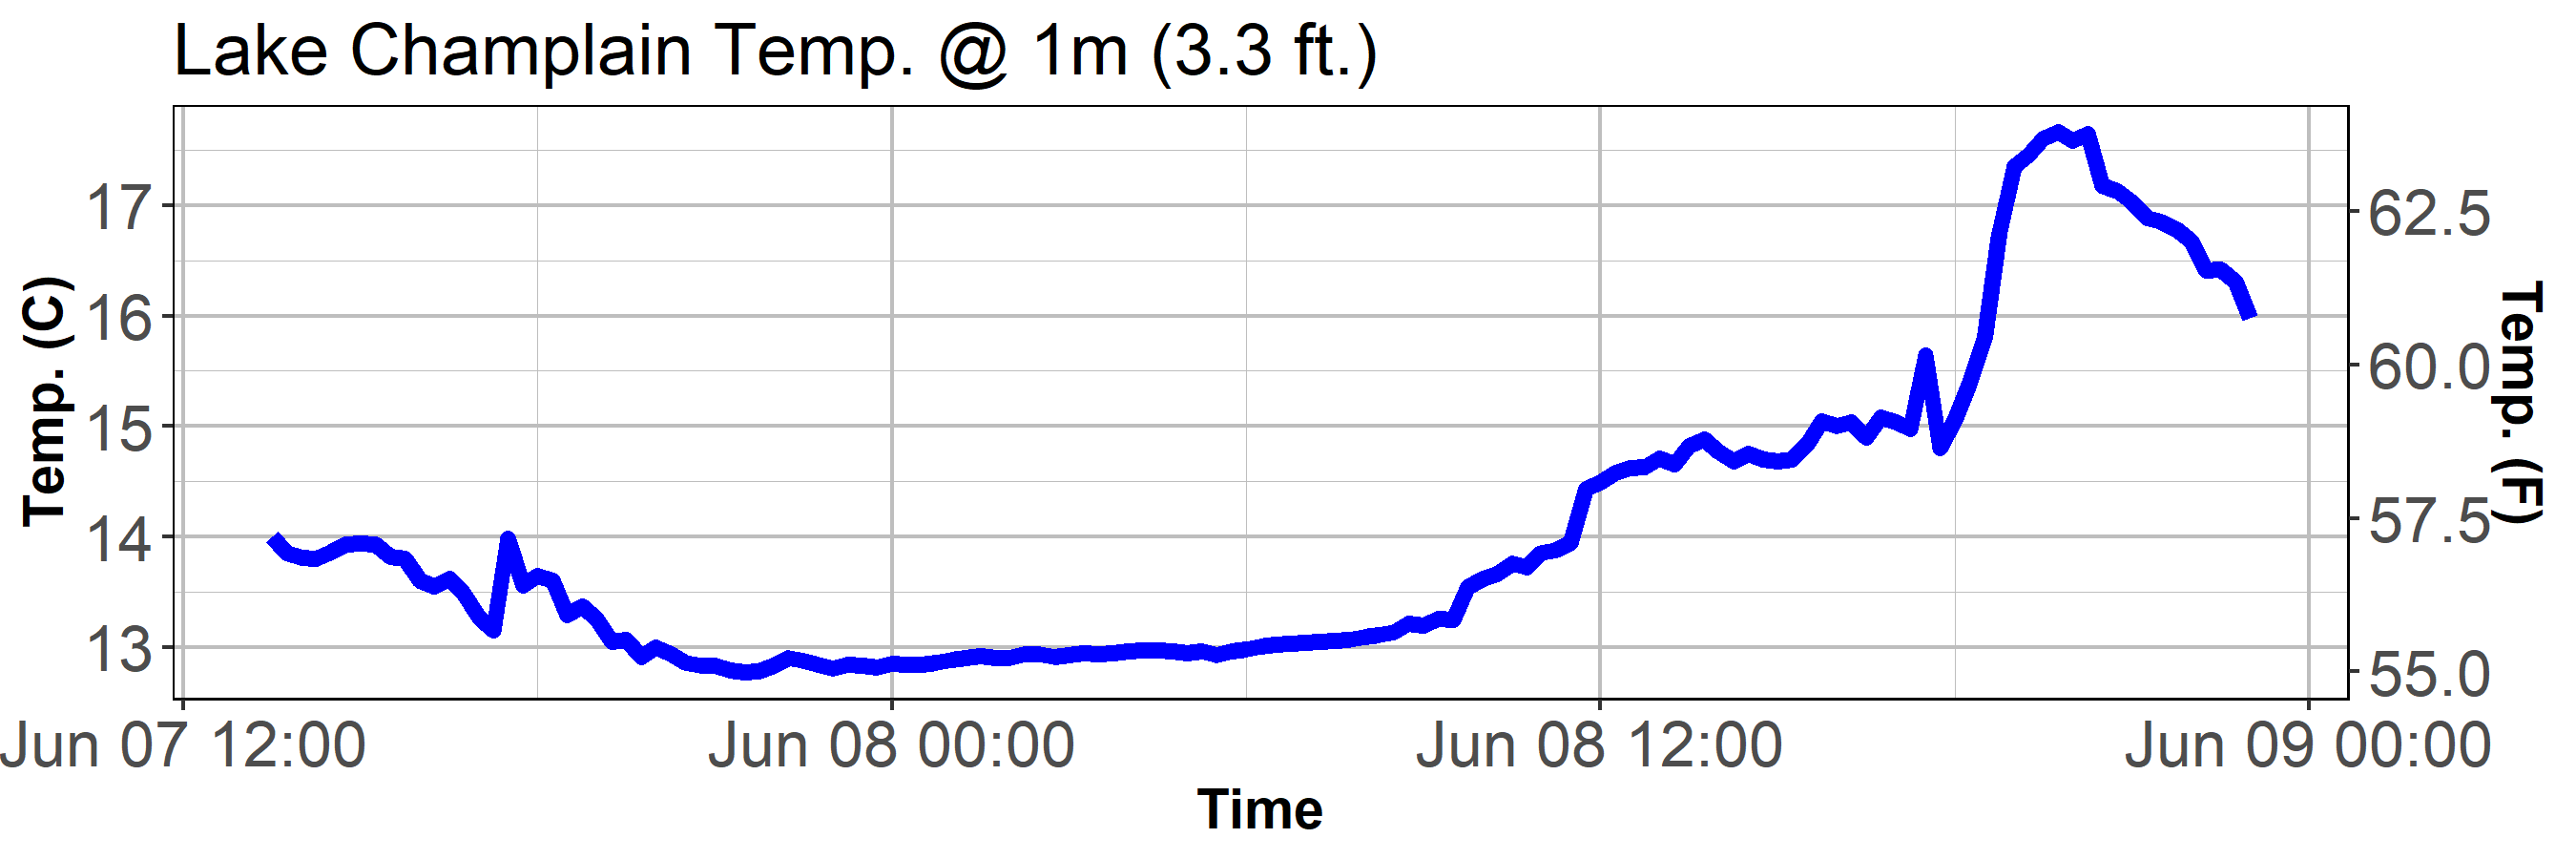 Lake Champlain Temp. @ 1m (3.3 ft.)
Temp. (C)
17
16
15
14
13
62.5
60.0
57.5
55.0
Temp. (F)
Jun 07 12:00 Jun 08 00:00 Jun 08 12:00 Jun 09 00:00
Time